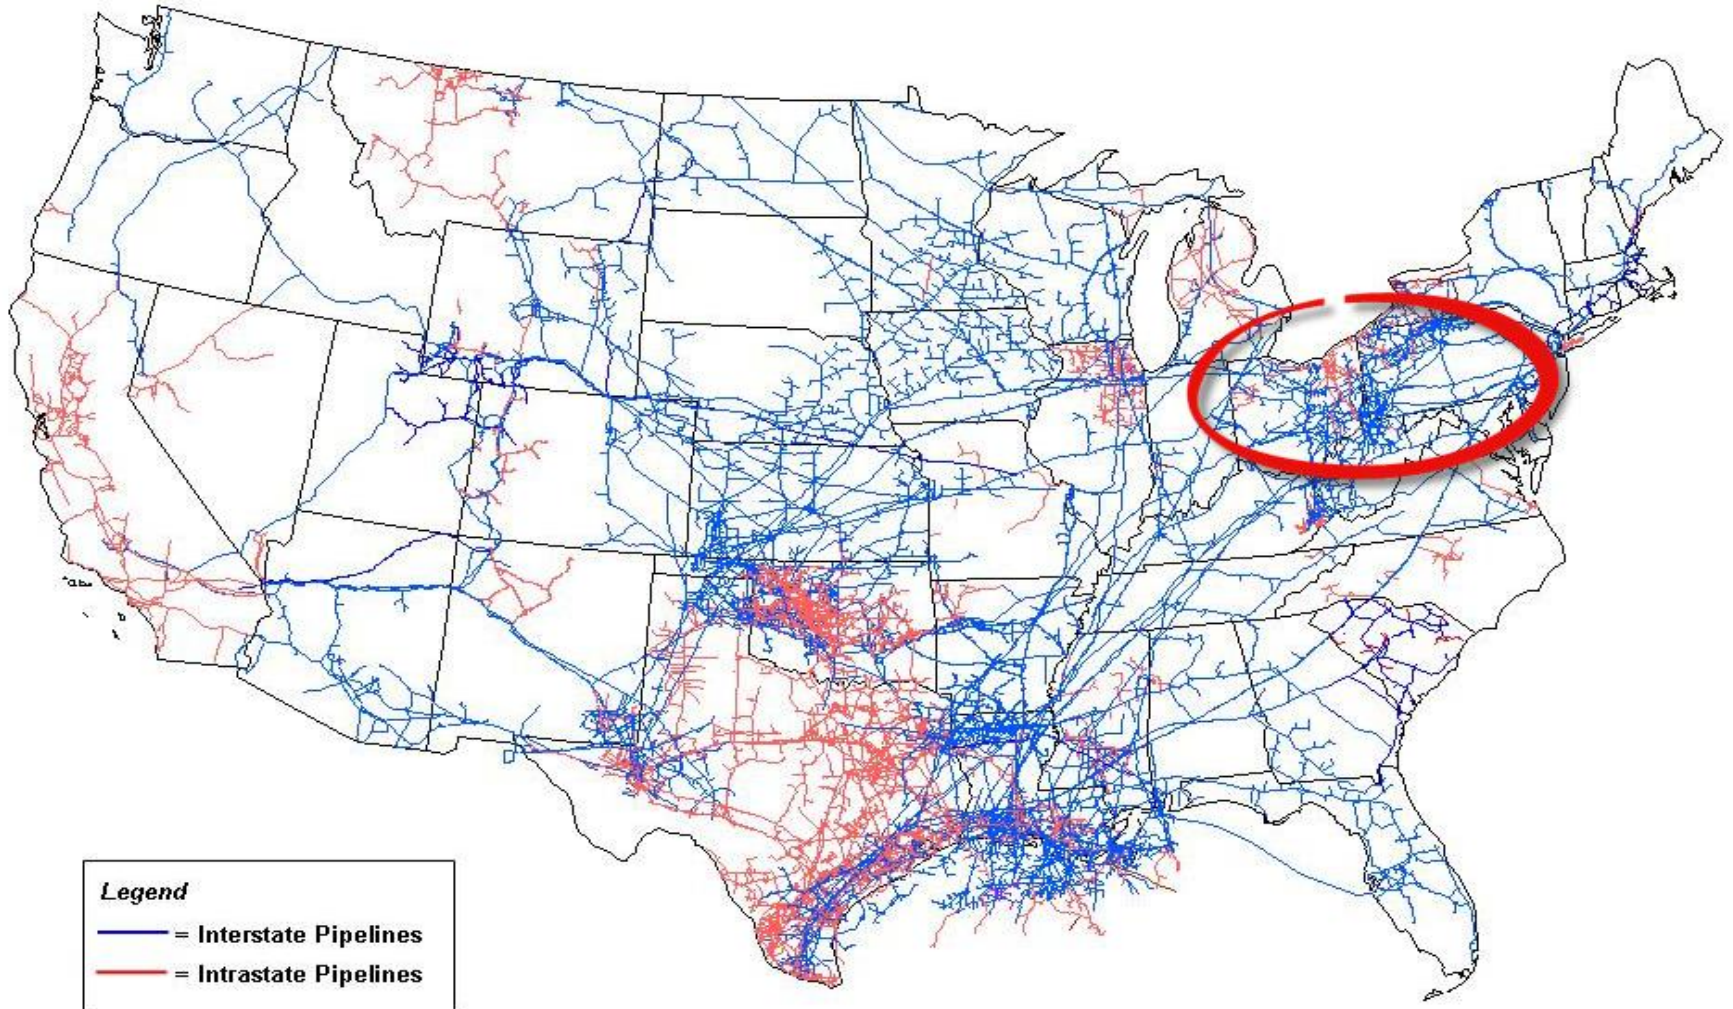 Legend
= Interstate Pipelines
= Intrastate Pipelines